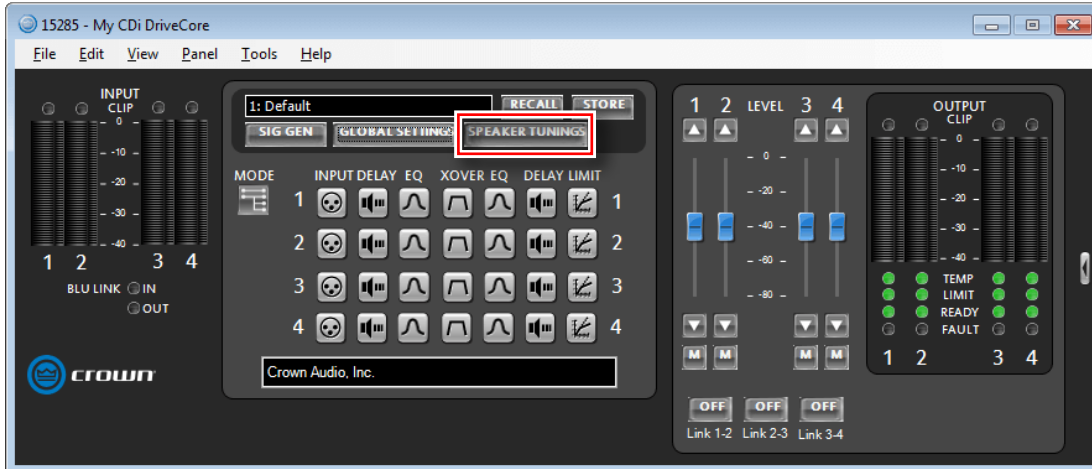 15285 - My CDi DriveCore
File Edit View Panel Tools Help
INPUT
CLIP
- 0 -
- -10 -
- -20 -
- -30 -
- -40 -
1 2 3 4
BLU LINK IN
OUT
crown
1: Default RECALL STORE
SIG GEN GLOBAL SETTINGS SPEAKER TUNINGS
MODE INPUT DELAY EQ XOVER EQ DELAY LIMIT
1 1
2 2
3 3
4 4
Crown Audio, Inc.
1 2 LEVEL 3 4
- 0 -
- -20 -
- -40 -
- -60 -
- -80 -
M M M M
OFF OFF OFF
Link 1-2 Link 2-3 Link 3-4
OUTPUT
CLIP
- 0 -
- -10 -
- -20 -
- -30 -
- -40 -
TEMP
LIMIT
READY
FAULT
1 2 3 4